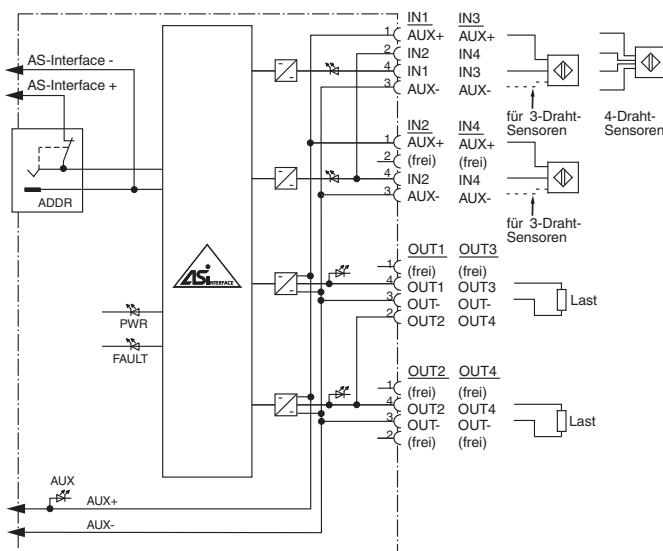 IN1 IN3
1 AUX+ AUX+
2 IN2 IN4
4 IN1 IN3
3 AUX- AUX-
AS-Interface -
AS-Interface +
für 3-Draht-
Sensoren
4-Draht-
Sensoren
IN2 IN4
1 AUX+ AUX+
2 (frei) (frei)
4 IN2 IN4
3 AUX- AUX-
für 3-Draht-
Sensoren
ADDR
ASi
INTERFACE
OUT1 OUT3
1 (frei) (frei)
4 OUT1 OUT3
3 OUT- OUT-
2 OUT2 OUT4
Last
PWR
FAULT
OUT2 OUT4
1 (frei) (frei)
4 OUT2 OUT4
3 OUT- OUT-
2 (frei) (frei)
Last
AUX
AUX+
AUX-